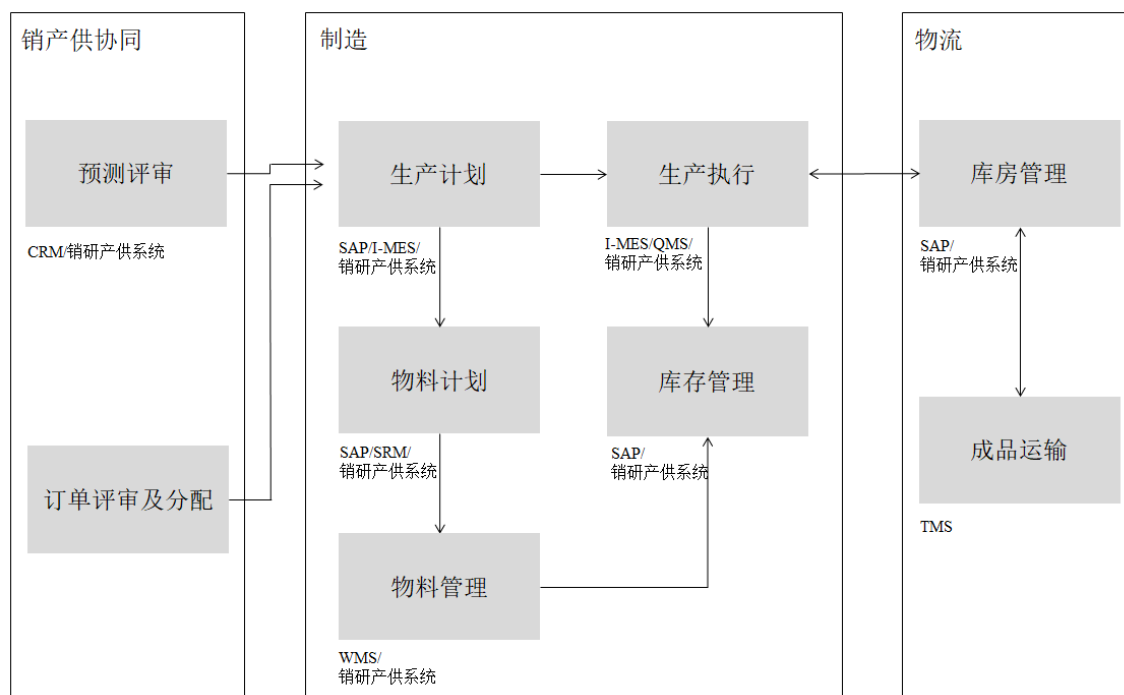 销产供协同
预测评审
CRM/销研产供系统
订单评审及分配
制造
生产计划
SAP/I-MES/
销研产供系统
生产执行
I-MES/QMS/
销研产供系统
物料计划
SAP/SRM/
销研产供系统
库存管理
SAP/
销研产供系统
物料管理
WMS/
销研产供系统
物流
库房管理
SAP/
销研产供系统
成品运输
TMS